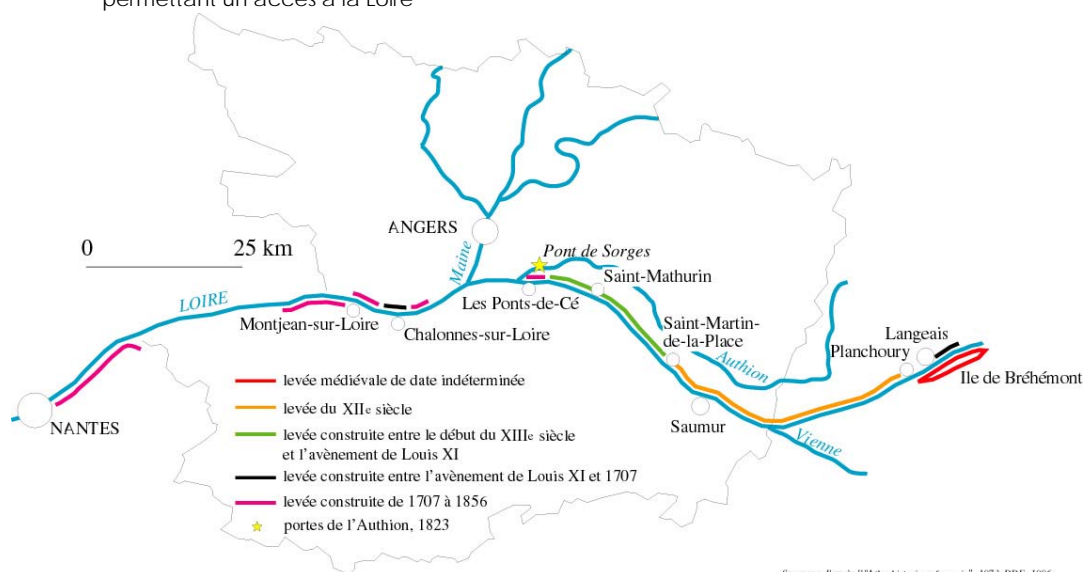 permettant un accès à la Loire
ANGERS
0 25 km
Maine
Pont de Sorges
Saint-Mathurin
LOIRE
Les Ponts-de-Cé
Montjean-sur-Loire
Chalonnes-sur-Loire
Saint-Martin-
de-la-Place
Langeais
Planchoury
Authion
Ile de Bréhémont
levée médiévale de date indéterminée
levée du XIIe siècle
Saumur
NANTES
Vienne
levée construite entre le début du XIIIe siècle
et l'avènement de Louis XI
levée construite entre l'avènement de Louis XI et 1707
levée construite de 1707 à 1856
portes de l'Authion, 1823